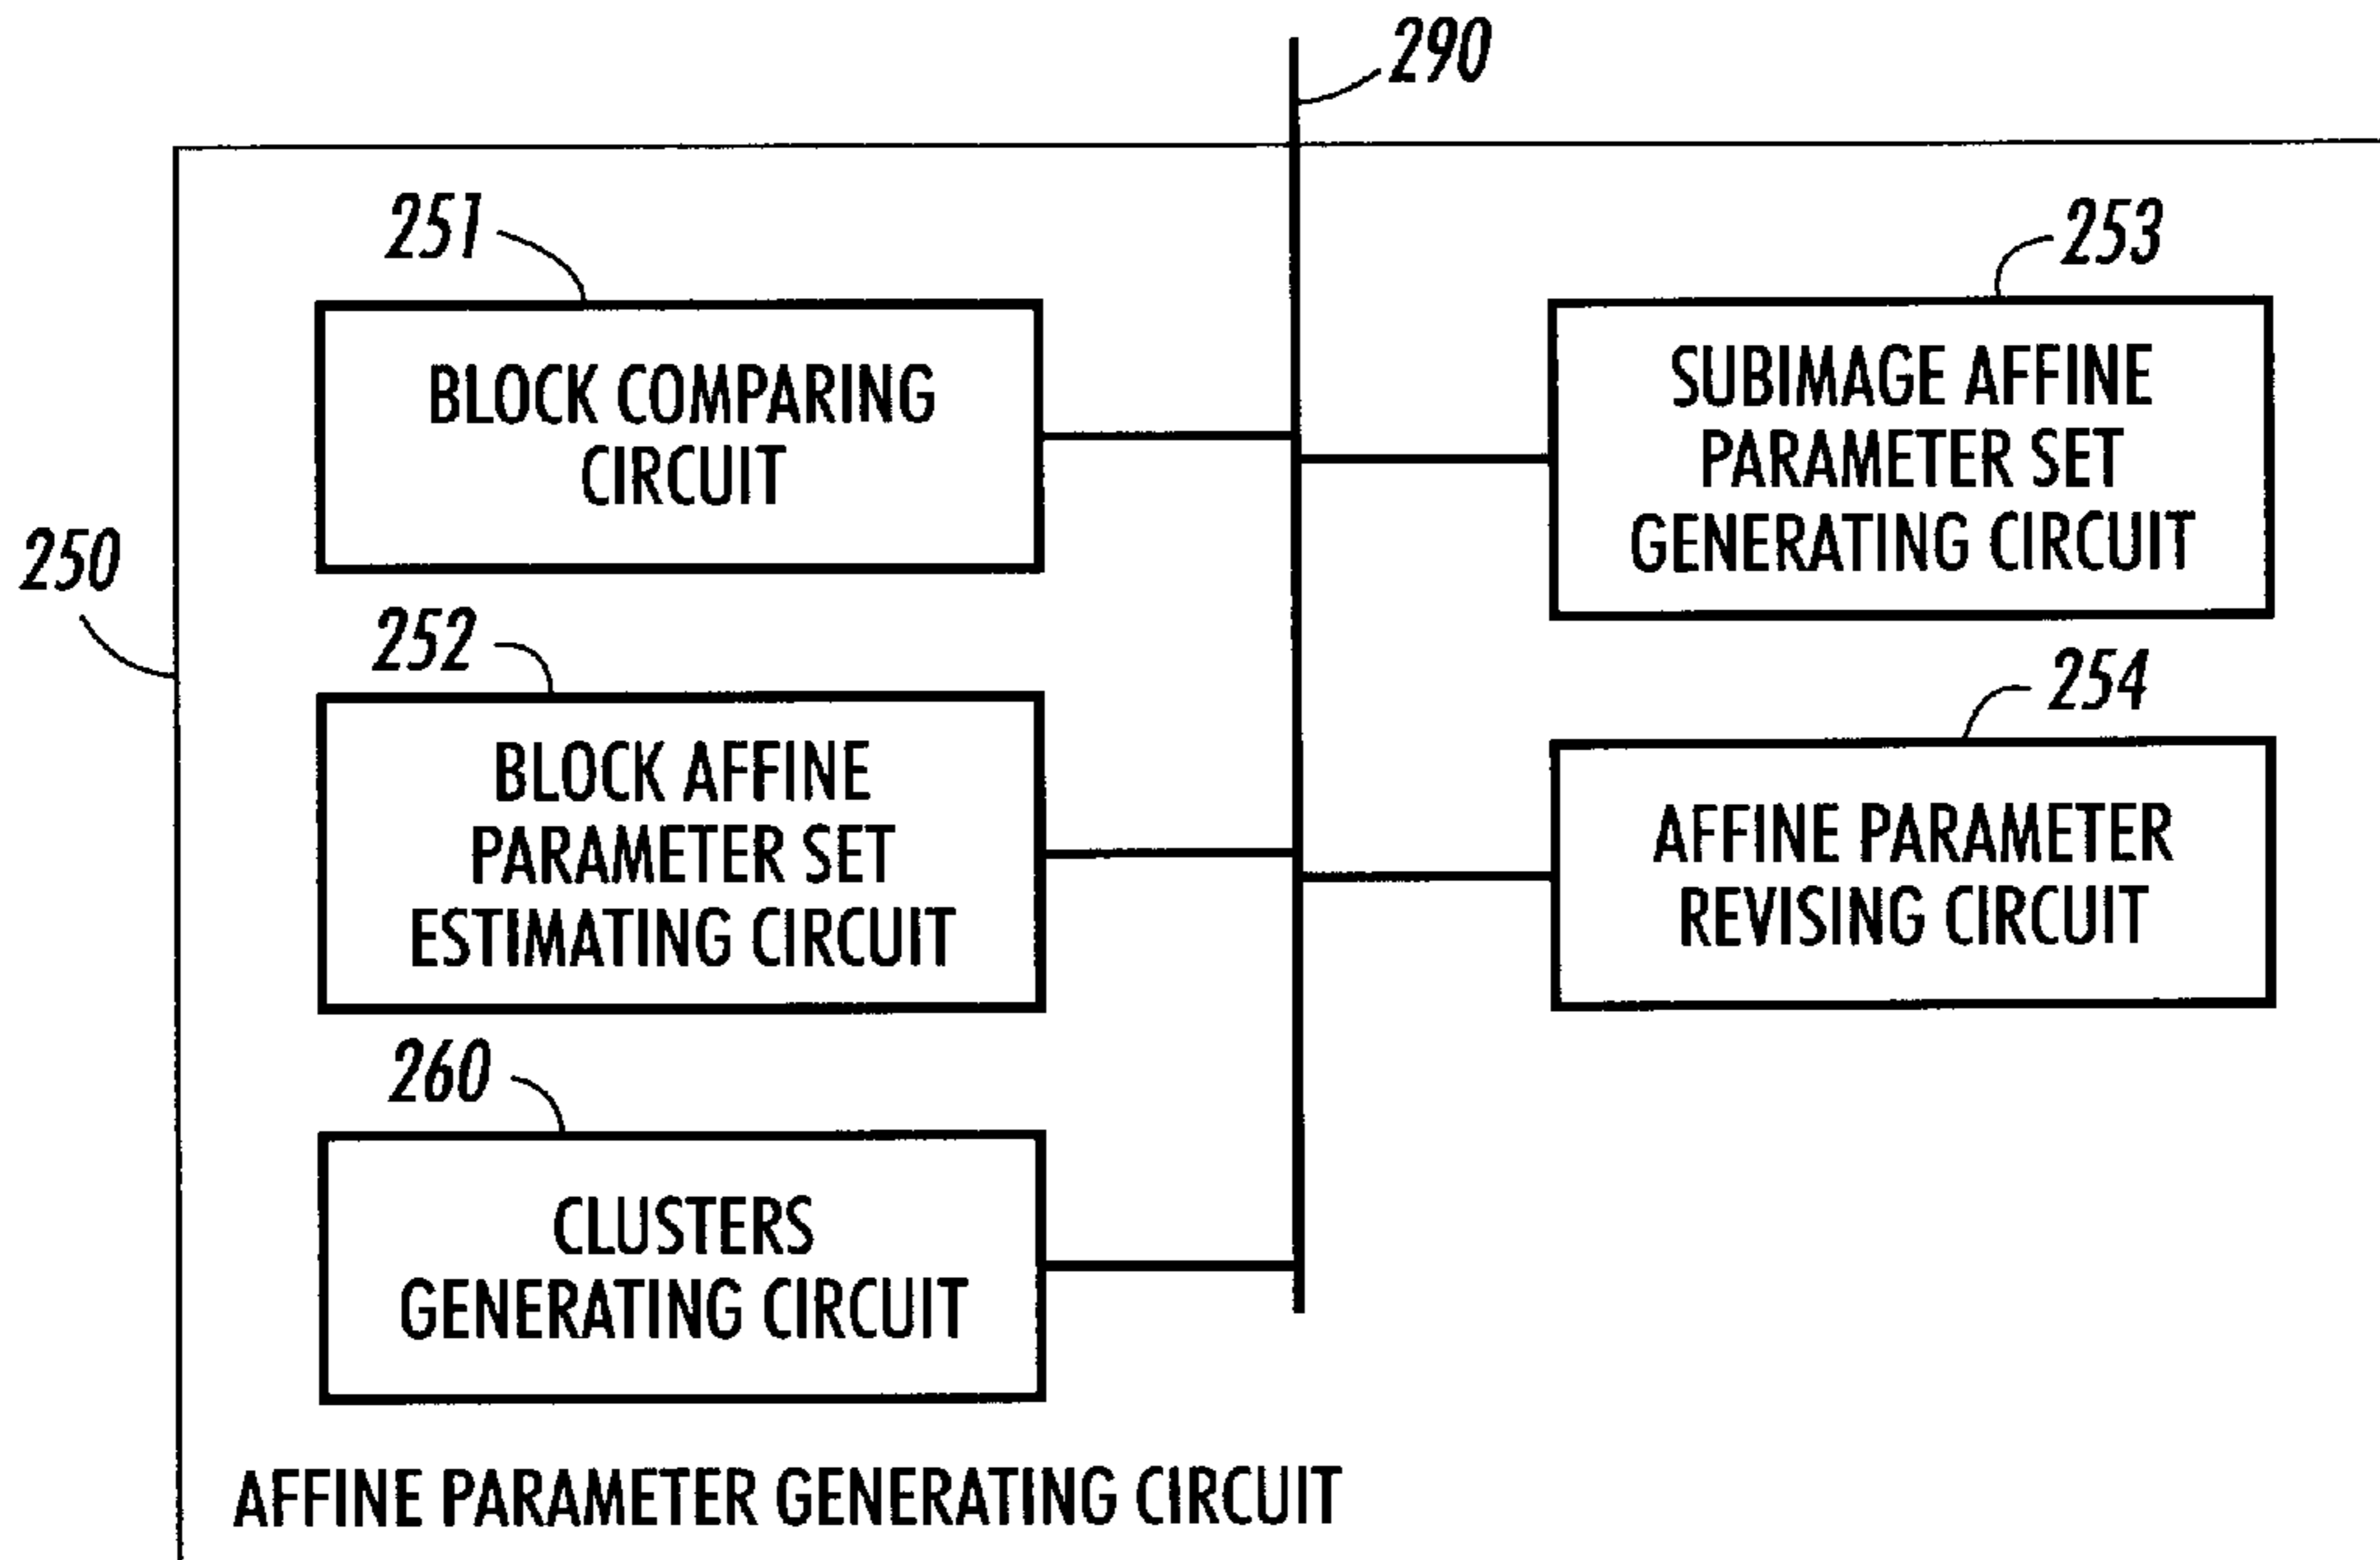 290
251
BLOCK COMPARING
CIRCUIT
253
SUBIMAGE AFFINE
PARAMETER SET
GENERATING CIRCUIT
250
252
BLOCK AFFINE
PARAMETER SET
ESTIMATING CIRCUIT
254
AFFINE PARAMETER
REVISING CIRCUIT
260
CLUSTERS
GENERATING CIRCUIT
AFFINE PARAMETER GENERATING CIRCUIT